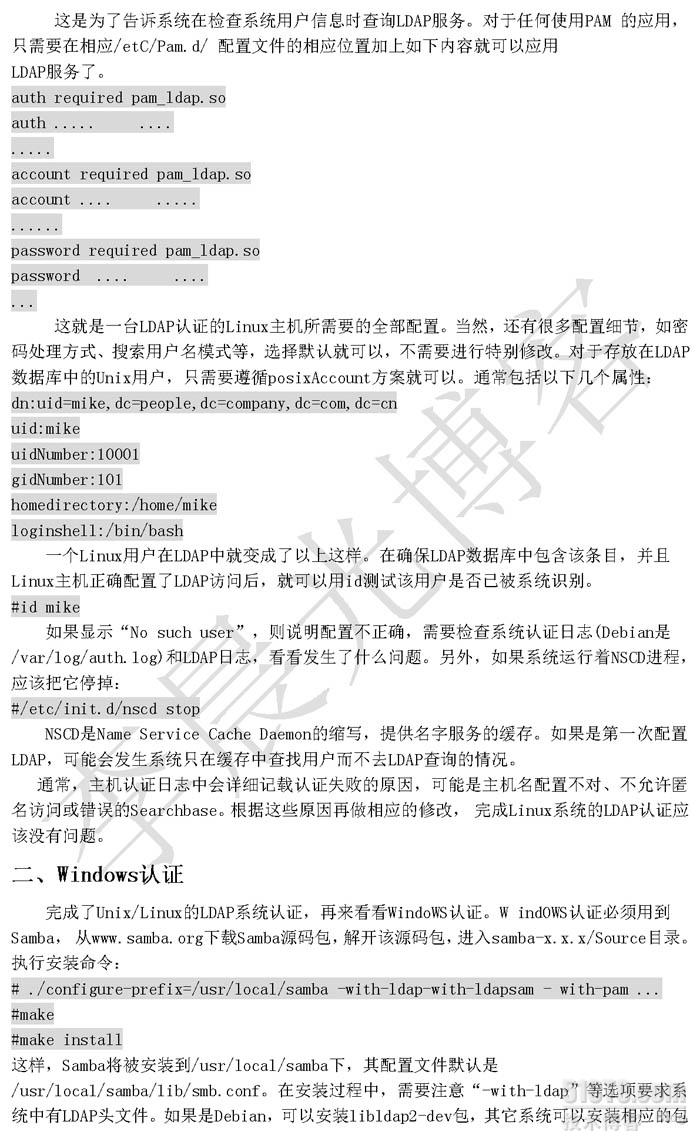 这是为了告诉系统在检查系统用户信息时查询LDAP服务。对于任何使用PAM 的应用，
只需要在相应/etC/Pam.d/ 配置文件的相应位置加上如下内容就可以应用
LDAP服务了。
auth required pam_ldap.so
auth ..... ....
.....
account required pam_ldap.so
account .... .....
......
password required pam_ldap.so
password .... ....
...
这就是一台LDAP认证的Linux主机所需要的全部配置。当然，还有很多配置细节，如密
码处理方式、搜索用户名模式等，选择默认就可以，不需要进行特别修改。对于存放在LDAP
数据库中的Unix用户，只需要遵循posixAccount方案就可以。通常包括以下几个属性：
dn:uid=mike,dc=people,dc=company,dc=com,dc=cn
uid:mike
uidNumber:10001
gidNumber:101
homedirectory:/home/mike
loginshell:/bin/bash
一个Linux用户在LDAP中就变成了以上这样。在确保LDAP数据库中包含该条目，并且
Linux主机正确配置了LDAP访问后，就可以用id测试该用户是否已被系统识别。
#id mike
如果显示“No such user”，则说明配置不正确，需要检查系统认证日志(Debian是
/var/log/auth.log)和LDAP日志，看看发生了什么问题。另外，如果系统运行着NSCD进程，
应该把它停掉：
#/etc/init.d/nscd stop
NSCD是Name Service Cache Daemon的缩写，提供名字服务的缓存。如果是第一次配置
LDAP，可能会发生系统只在缓存中查找用户而不去LDAP查询的情况。
通常，主机认证日志中会详细记载认证失败的原因，可能是主机名配置不对、不允许匿
名访问或错误的Searchbase。根据这些原因再做相应的修改， 完成Linux系统的LDAP认证应
该没有问题。
二、Windows认证
完成了Unix/Linux的LDAP系统认证，再来看看WindoWS认证。W indOWS认证必须用到
Samba， 从www.samba.org下载Samba源码包，解开该源码包，进入samba-x.x.x/Source目录。
执行安装命令：
# ./configure-prefix=/usr/local/samba -with-ldap-with-ldapsam - with-pam ...
#make
#make install
这样，Samba将被安装到/usr/local/samba下，其配置文件默认是
/usr/local/samba/lib/smb.conf。在安装过程中，需要注意“-with-ldap”等选项要求系
统中有LDAP头文件。如果是Debian，可以安装libldap2-dev包，其它系统可以安装相应的包
李晨光博客
51CTO.com
技术博客